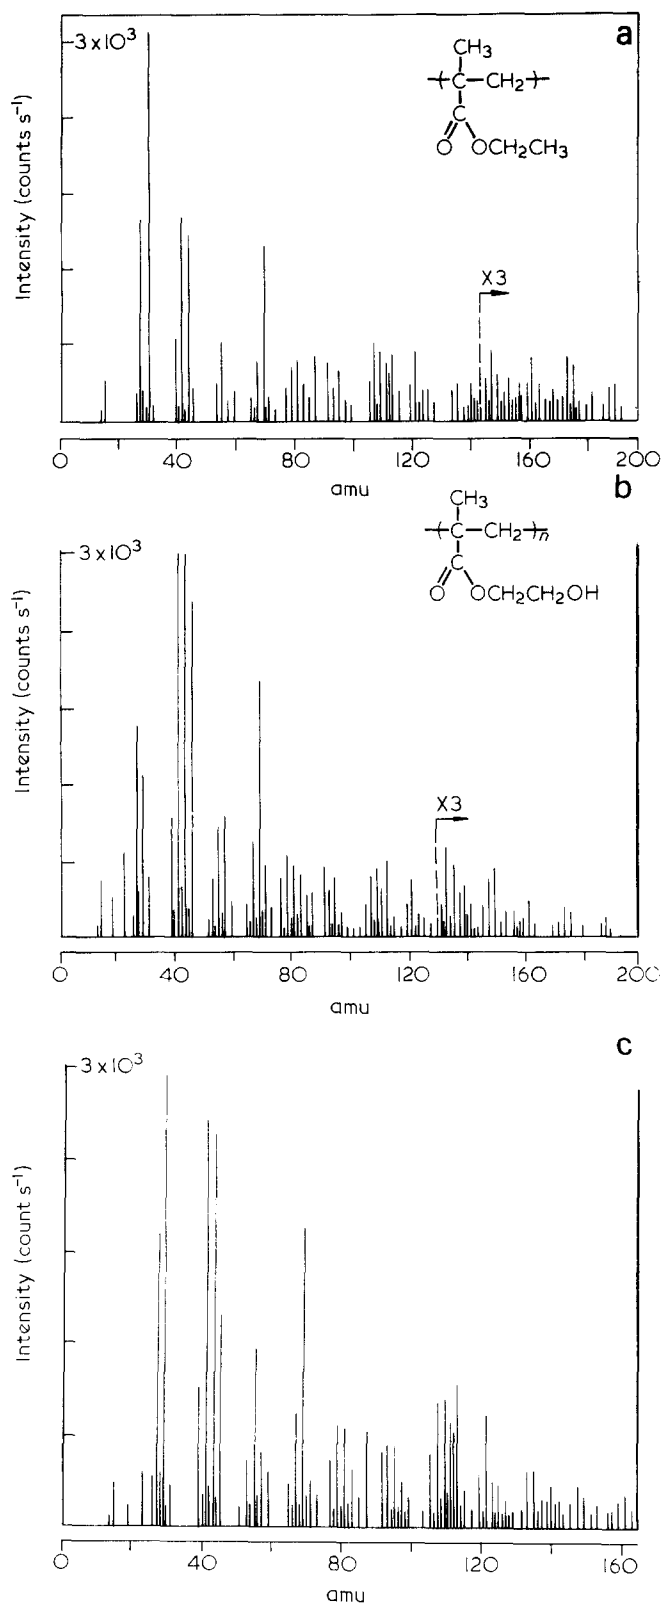 a
3×10³
CH₃
C—CH₂
C
O OCH₂CH₃
Intensity (counts s⁻¹)
X3
0 40 80 120 160 200
amu
b
3×10³
CH₃
C—CH₂ n
C
O OCH₂CH₂OH
Intensity (counts s⁻¹)
X3
0 40 80 120 160 200
amu
c
3×10³
Intensity (count s⁻¹)
0 40 80 120 160
amu